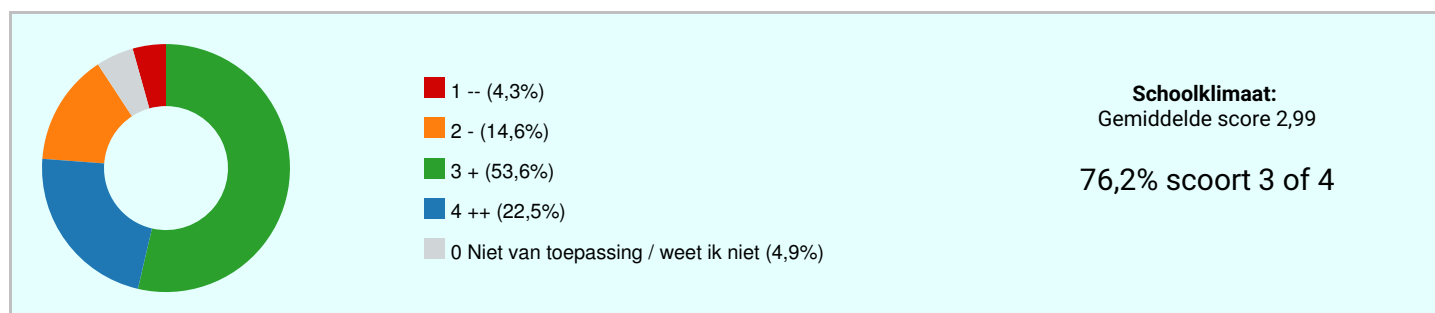 1 -- (4,3%)
2 - (14,6%)
3 + (53,6%)
4 ++ (22,5%)
0 Niet van toepassing / weet ik niet (4,9%)
Schoolklimaat:
Gemiddelde score 2,99
76,2% scoort 3 of 4